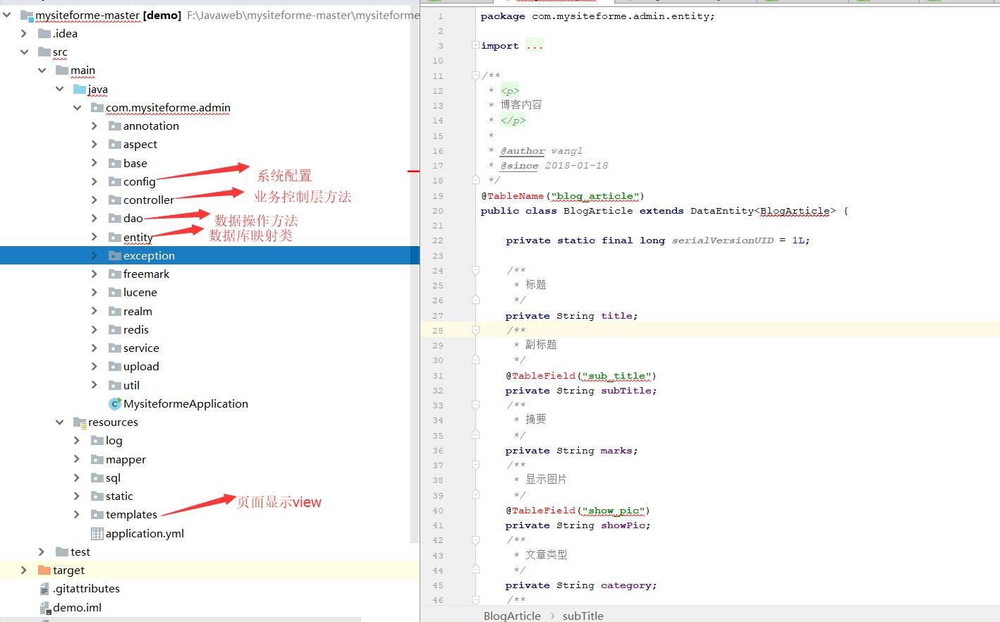 mysiteforme-master [demo] F:\Javaweb\mysiteforme-master\mysiteforme
.idea
src
main
java
com.mysiteforme.admin
annotation
aspect
base
config
系统配置
controller
业务控制层方法
dao
数据操作方法
entity
数据库映射类
exception
freemark
lucene
realm
redis
service
upload
util
MysiteformeApplication
resources
log
mapper
sql
static
templates
页面显示view
application.yml
test
target
.gitattributes
demo.iml
1 package com.mysiteforme.admin.entity;
2
3 import ...
10
11 /**
12 * <p>
13 * 博客内容
14 * </p>
15 *
16 * @author wangl
17 * @since 2018-01-18
18 */
19 @TableName("blog_article")
20 public class BlogArticle extends DataEntity<BlogArticle> {
21
22 private static final long serialVersionUID = 1L;
23
24 /**
25 * 标题
26 */
27 private String title;
28 /**
29 * 副标题
30 */
31 @TableField("sub_title")
32 private String subTitle;
33 /**
34 * 摘要
35 */
36 private String marks;
37 /**
38 * 显示图片
39 */
40 @TableField("show_pic")
41 private String showPic;
42 /**
43 * 文章类型
44 */
45 private String category;
46 /**
BlogArticle > subTitle